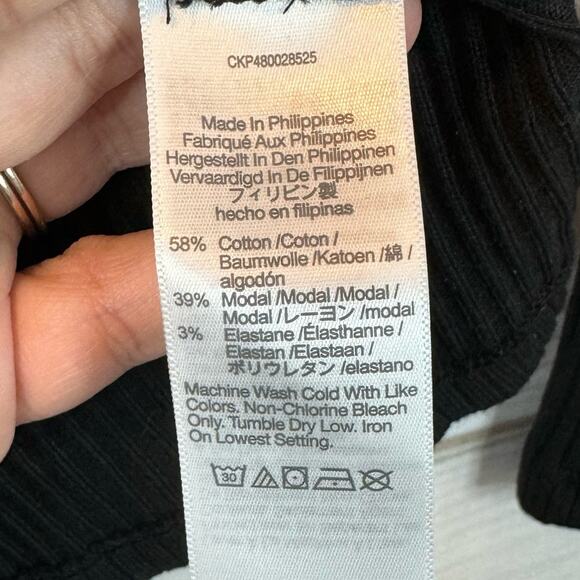 CKP480028525
Made In Philippines
Fabriqué Aux Philippines
Hergestellt In Den Philippinen
Vervaardigd In De Filippijnen
フィリピン製
hecho en filipinas
58% Cotton /Coton /
Baumwolle /Katoen /綿 /
algodón
39% Modal /Modal /Modal /
Modal /レーヨン /modal
3% Elastane /Élasthanne /
Elastan /Elastaan /
ポリウレタン /elastano
Machine Wash Cold With Like
Colors. Non-Chlorine Bleach
Only. Tumble Dry Low. Iron
On Lowest Setting.
30